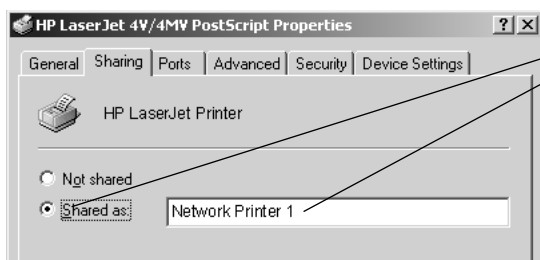 HP LaserJet 4V/4MV PostScript Properties
General Sharing Ports Advanced Security Device Settings
HP LaserJet Printer
Not shared
Shared as: Network Printer 1